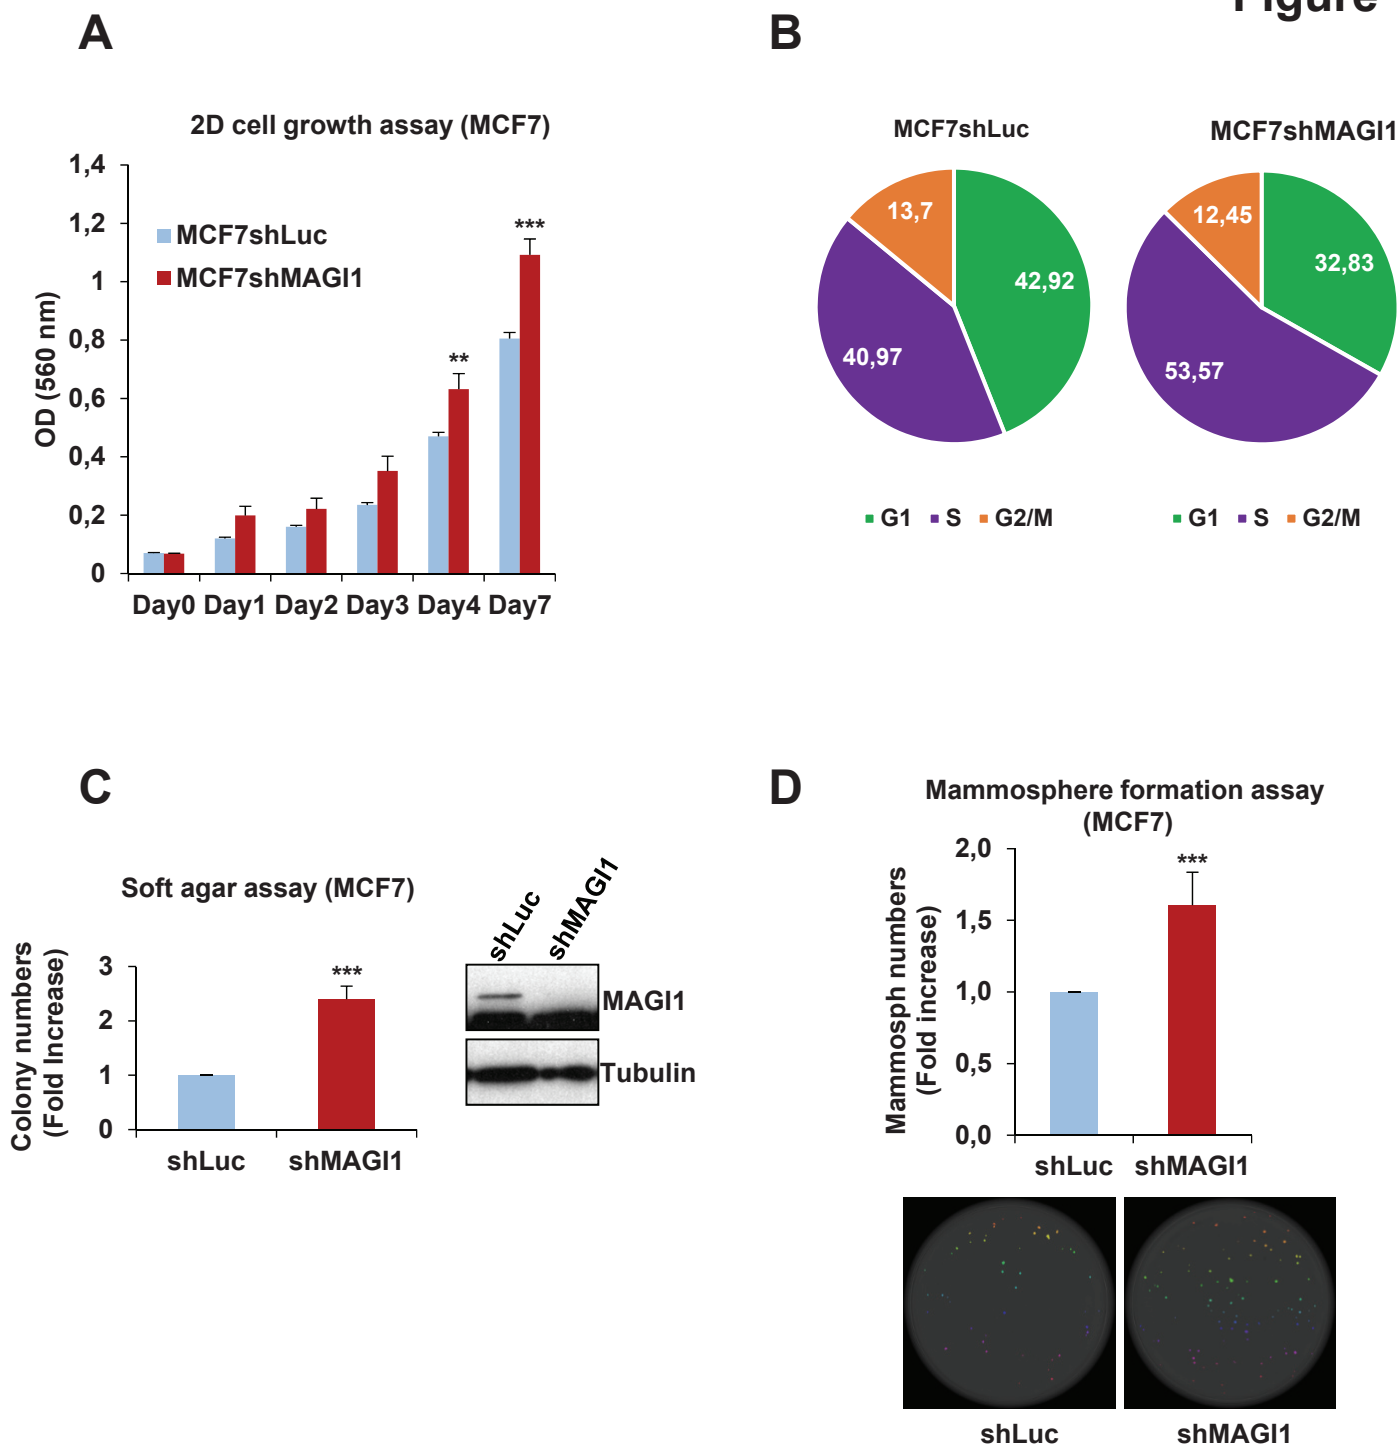 Figure
A
2D cell growth assay (MCF7)
1,4
1,2
1
0,8
0,6
0,4
0,2
0
OD (560 nm)
MCF7shLuc
MCF7shMAGI1
**
***
Day0 Day1 Day2 Day3 Day4 Day7
B
MCF7shLuc
13,7
42,92
40,97
G1 S G2/M
MCF7shMAGI1
12,45
32,83
53,57
G1 S G2/M
C
Soft agar assay (MCF7)
Colony numbers
(Fold Increase)
3
2
1
0
***
shLuc shMAGI1
shLuc
shMAGI1
MAGI1
Tubulin
D
Mammosphere formation assay
(MCF7)
Mammosph numbers
(Fold increase)
2,0
1,5
1,0
0,5
0,0
***
shLuc shMAGI1
shLuc
shMAGI1